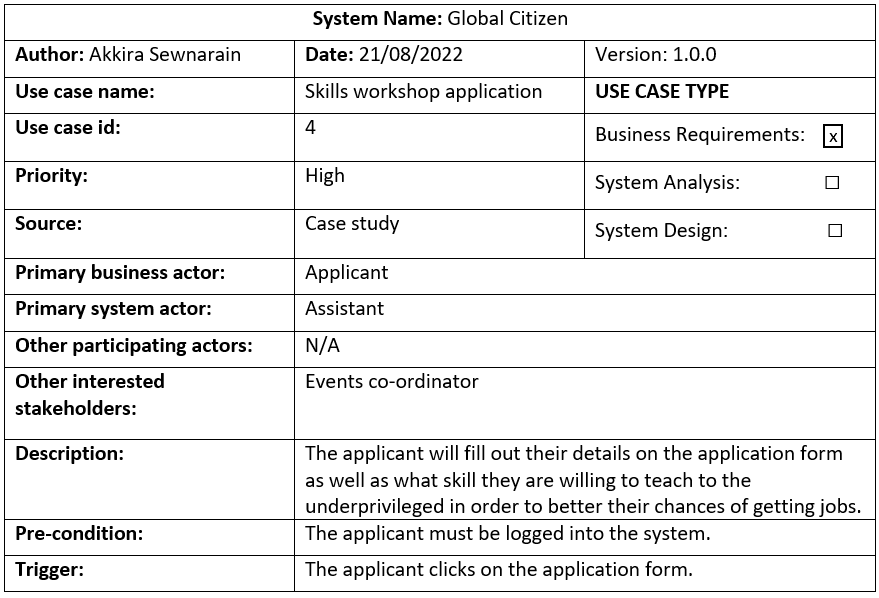 System Name: Global Citizen
Author: Akkira Sewnarain Date: 21/08/2022 Version: 1.0.0
Use case name: Skills workshop application USE CASE TYPE
Use case id: 4 Business Requirements: x
Priority: High System Analysis: ☐
Source: Case study System Design: ☐
Primary business actor: Applicant
Primary system actor: Assistant
Other participating actors: N/A
Other interested Events co-ordinator
stakeholders:
Description: The applicant will fill out their details on the application form
as well as what skill they are willing to teach to the
underprivileged in order to better their chances of getting jobs.
Pre-condition: The applicant must be logged into the system.
Trigger: The applicant clicks on the application form.